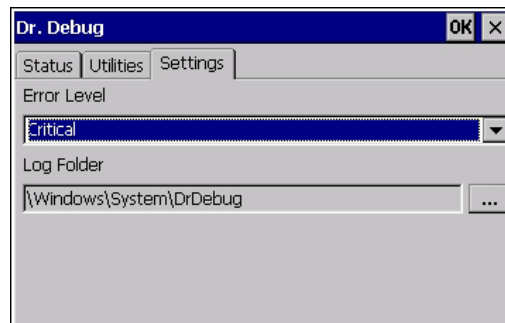 Dr. Debug OK ×
Status Utilities Settings
Error Level
Critical
Log Folder
\Windows\System\DrDebug ...